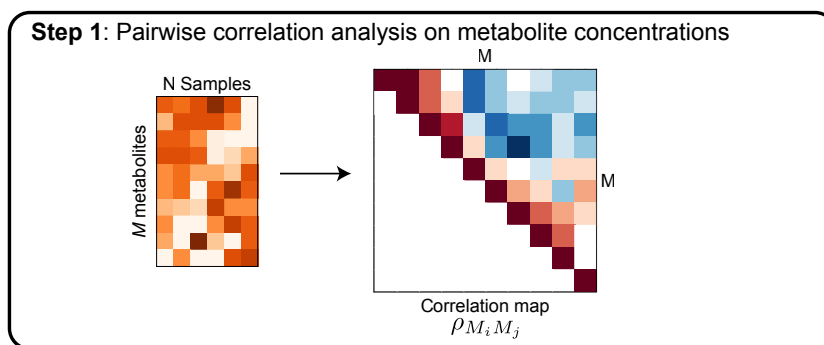 Step 1: Pairwise correlation analysis on metabolite concentrations
M
N Samples
M metabolites
M
Correlation map
ρ_{M_i M_j}